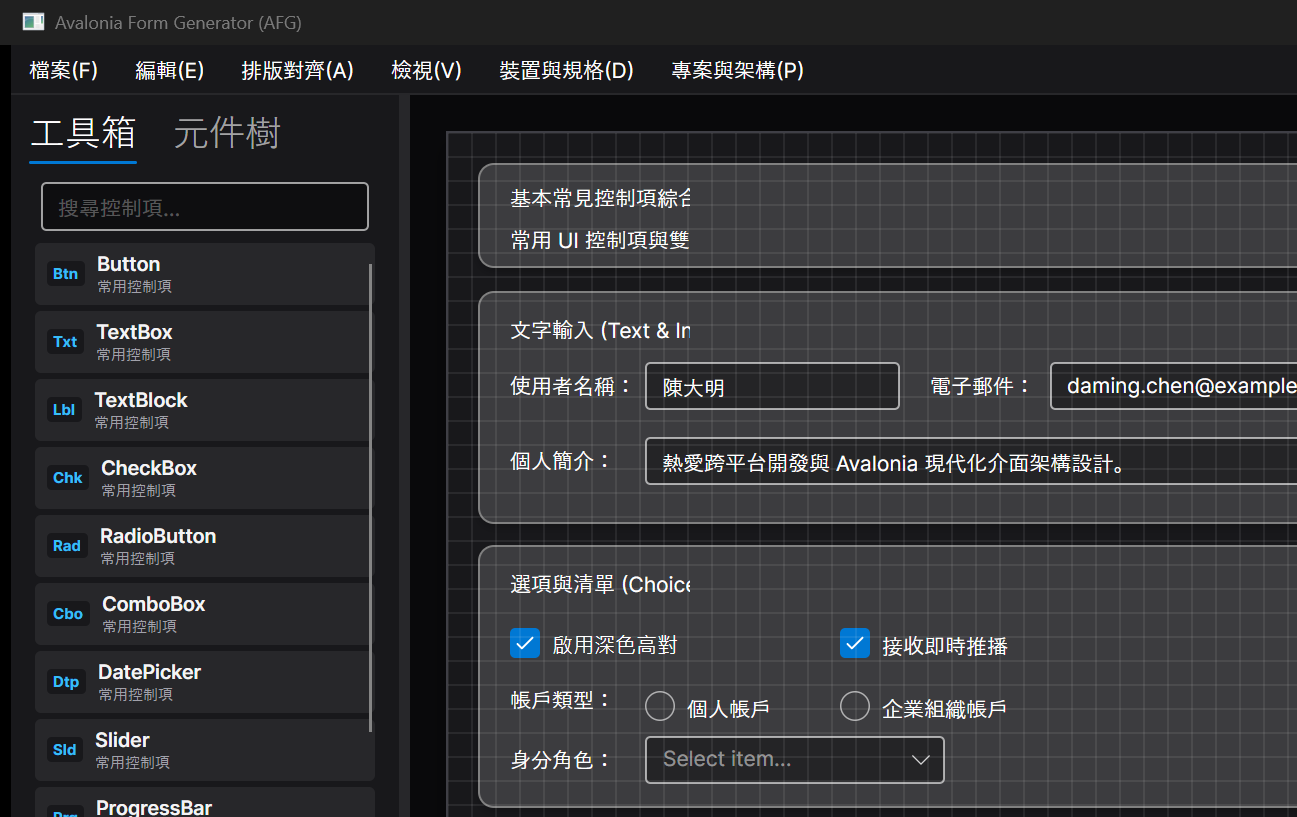 Avalonia Form Generator (AFG)
檔案(F) 編輯(E) 排版對齊(A) 檢視(V) 裝置與規格(D) 專案與架構(P)
工具箱 元件樹
搜尋控制項...
Btn Button
常用控制項
Txt TextBox
常用控制項
Lbl TextBlock
常用控制項
Chk CheckBox
常用控制項
Rad RadioButton
常用控制項
Cbo ComboBox
常用控制項
Dtp DatePicker
常用控制項
Sld Slider
常用控制項
Prg ProgressBar
基本常見控制項綜合
常用 UI 控制項與雙
文字輸入 (Text & In
使用者名稱： 陳大明 電子郵件： daming.chen@example
個人簡介： 熱愛跨平台開發與 Avalonia 現代化介面架構設計。
選項與清單 (Choice
啟用深色高對 接收即時推播
帳戶類型： 個人帳戶 企業組織帳戶
身分角色： Select item...